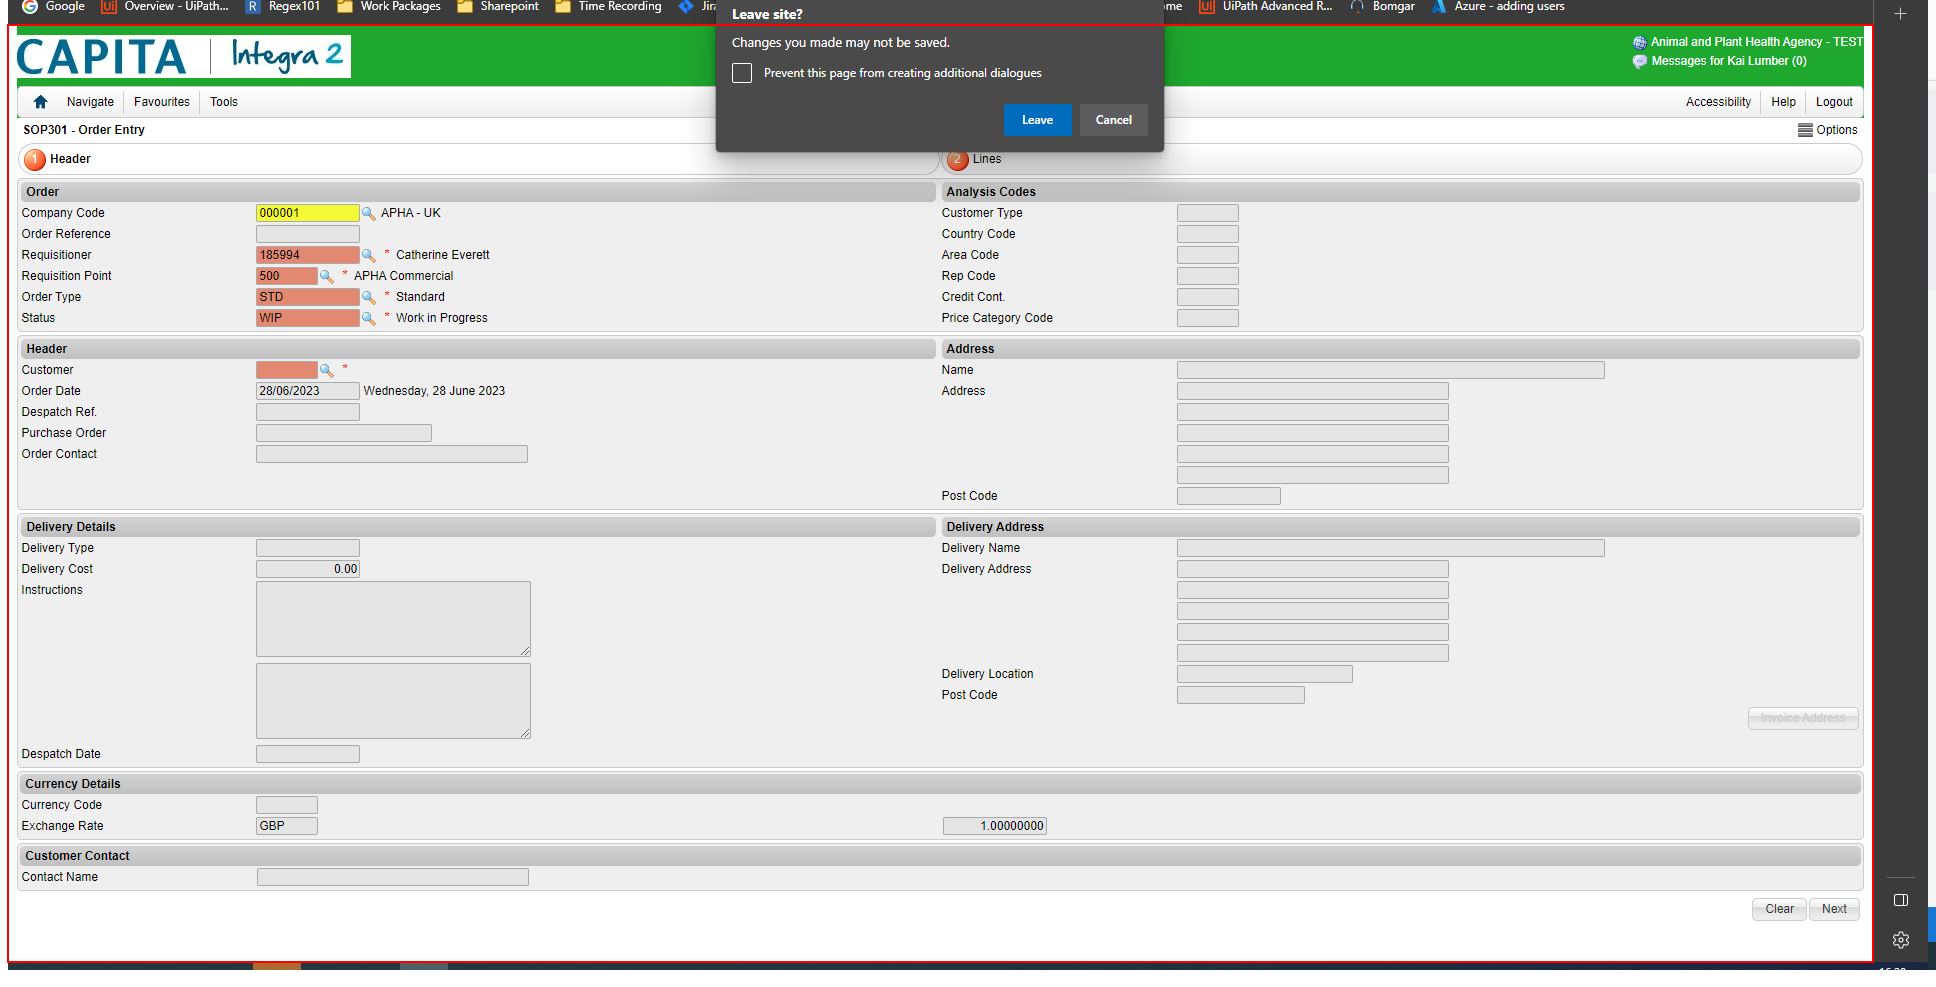 Google Overview - UiPath... Regex101 Work Packages Sharepoint Time Recording UiPath Advanced R... Bomgar Azure - adding users
Leave site?
Changes you made may not be saved.
Prevent this page from creating additional dialogues
Leave Cancel
CAPITA Integra 2
Animal and Plant Health Agency - TEST
Messages for Kai Lumber (0)
Navigate Favourites Tools Accessibility Help Logout
SOP301 - Order Entry Options
1 Header 2 Lines
Order
Company Code 000001 APHA - UK
Order Reference
Requisitioner 185994 * Catherine Everett
Requisition Point 500 * APHA Commercial
Order Type STD * Standard
Status WIP * Work in Progress
Analysis Codes
Customer Type
Country Code
Area Code
Rep Code
Credit Cont.
Price Category Code
Header
Customer *
Order Date 28/06/2023 Wednesday, 28 June 2023
Despatch Ref.
Purchase Order
Order Contact
Address
Name
Address
Post Code
Delivery Details
Delivery Type
Delivery Cost 0.00
Instructions
Despatch Date
Delivery Address
Delivery Name
Delivery Address
Delivery Location
Post Code
Invoice Address
Currency Details
Currency Code
Exchange Rate GBP 1.00000000
Customer Contact
Contact Name
Clear Next